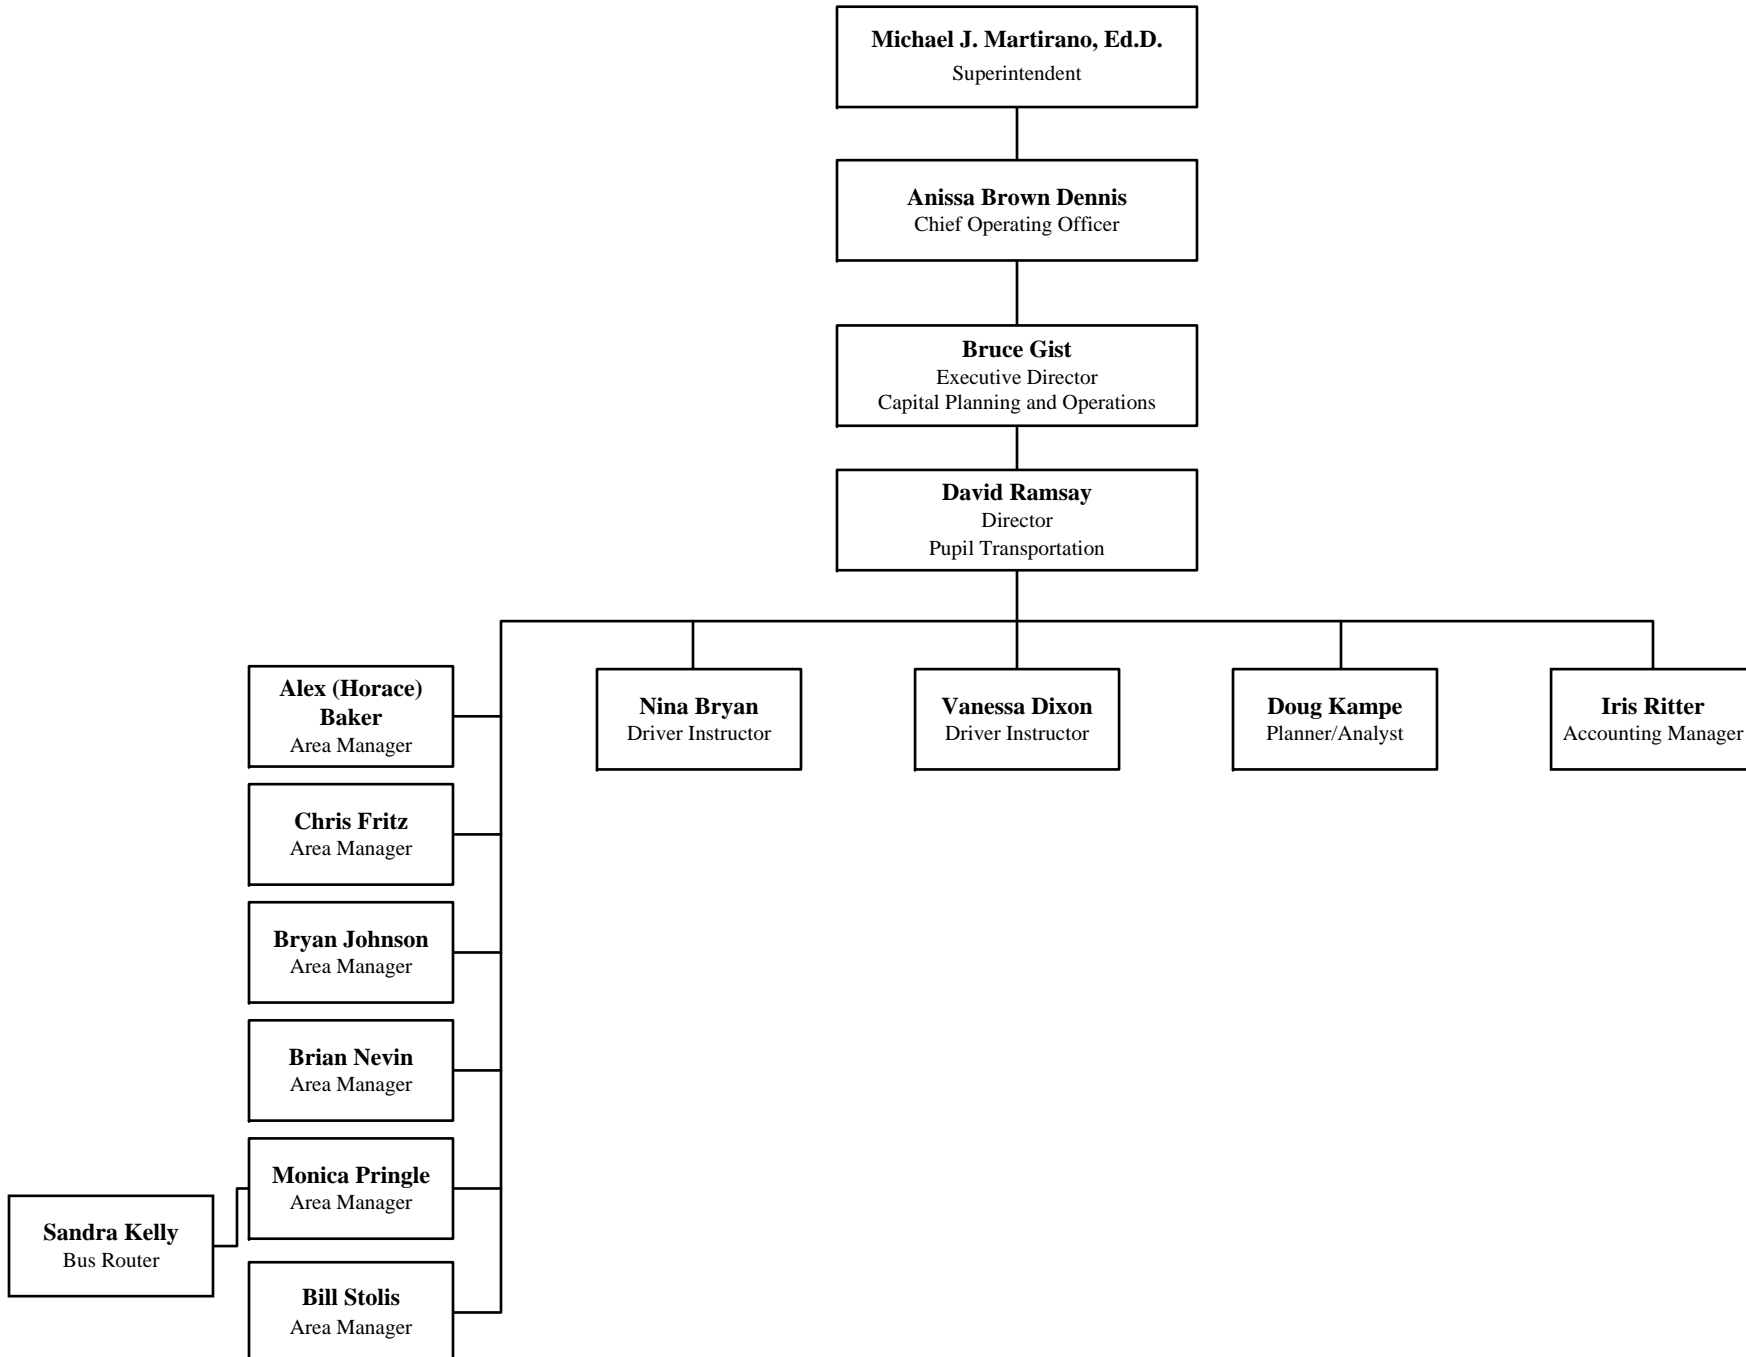 Michael J. Martirano, Ed.D.
Superintendent
Anissa Brown Dennis
Chief Operating Officer
Bruce Gist
Executive Director
Capital Planning and Operations
David Ramsay
Director
Pupil Transportation
Alex (Horace)
Baker
Area Manager
Nina Bryan
Driver Instructor
Vanessa Dixon
Driver Instructor
Doug Kampe
Planner/Analyst
Iris Ritter
Accounting Manager
Chris Fritz
Area Manager
Bryan Johnson
Area Manager
Brian Nevin
Area Manager
Monica Pringle
Area Manager
Sandra Kelly
Bus Router
Bill Stolis
Area Manager